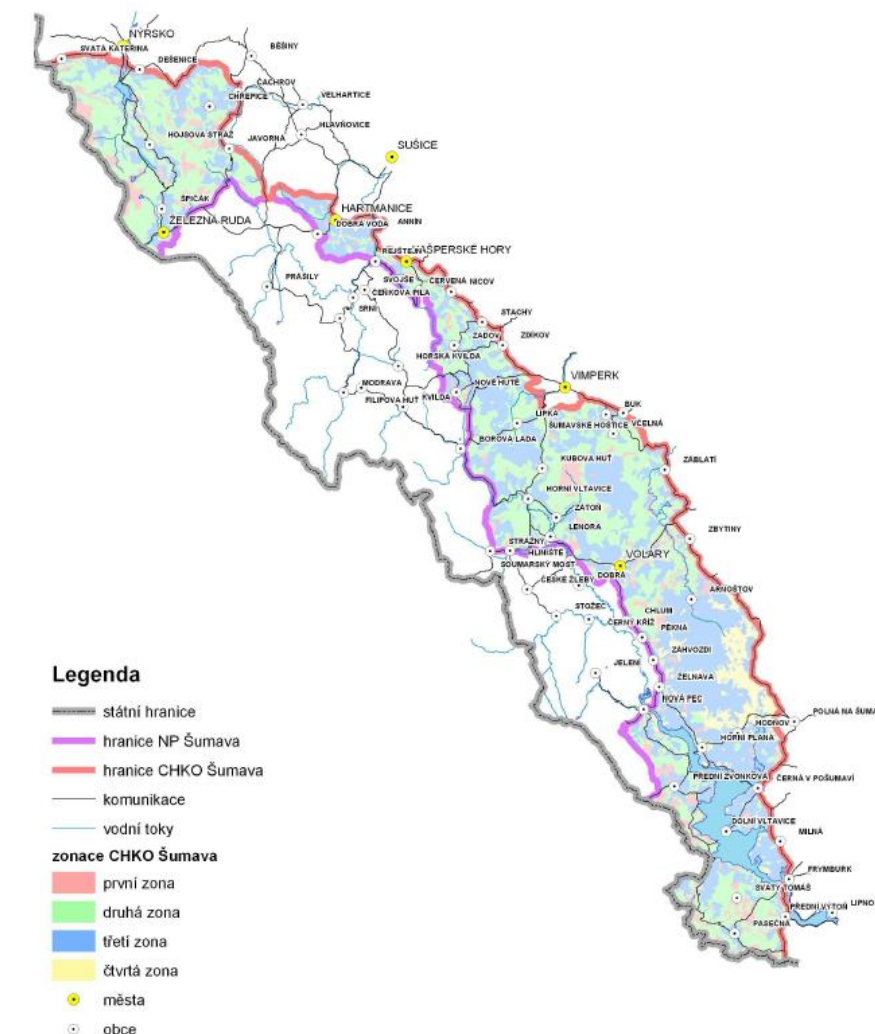 NÝRSKO
SVATÁ KATEŘINA
DEŠENICE
BĚŠINY
ČACHROV
CHŘEPICE
VELHARTICE
HLAVŇOVICE
HOJSOVA STRÁŽ
JAVORNÁ
SUŠICE
ŠPIČÁK
ŽELEZNÁ RUDA
HARTMANICE
DOBRÁ VODA
ANNÍN
REJŠTEJN
KAŠPERSKÉ HORY
PRÁŠILY
SVOJŠE
ČERVENÁ
NICOV
ČEŇKOVA PILA
SRNÍ
STACHY
ZADOV
ZDÍKOV
HORSKÁ KVILDA
VIMPERK
MODRAVA
NOVÉ HUTĚ
FILIPOVA HUŤ
KVILDA
LIPKA
BUK
ŠUMAVSKÉ HOŠTICE
VČELNÁ
BOROVÁ LADA
KUBOVA HUŤ
ZÁBLATÍ
HORNÍ VLTAVICE
ZÁTOŇ
LENORA
ZBYTINY
STRÁŽNÝ
HLINIŠTĚ
VOLARY
SOUMARSKÝ MOST
DOBRÁ
ČESKÉ ŽLEBY
ARNOŠTOV
STOŽEC
CHLUM
ČERNÝ KŘÍŽ
PĚKNÁ
ZÁHVOZDÍ
JELENÍ
ŽELNAVA
NOVÁ PEC
POLNÁ NA ŠUMA
HODŇOV
HORNÍ PLANÁ
PŘEDNÍ ZVONKOVÁ
ČERNÁ V POŠUMAVÍ
DOLNÍ VLTAVICE
MILNÁ
FRYMBURK
SVATÝ TOMÁŠ
PŘEDNÍ VÝTOŇ
LIPNO
PASEČNÁ
Legenda
státní hranice
hranice NP Šumava
hranice CHKO Šumava
komunikace
vodní toky
zonace CHKO Šumava
první zona
druhá zona
třetí zona
čtvrtá zona
města
obce